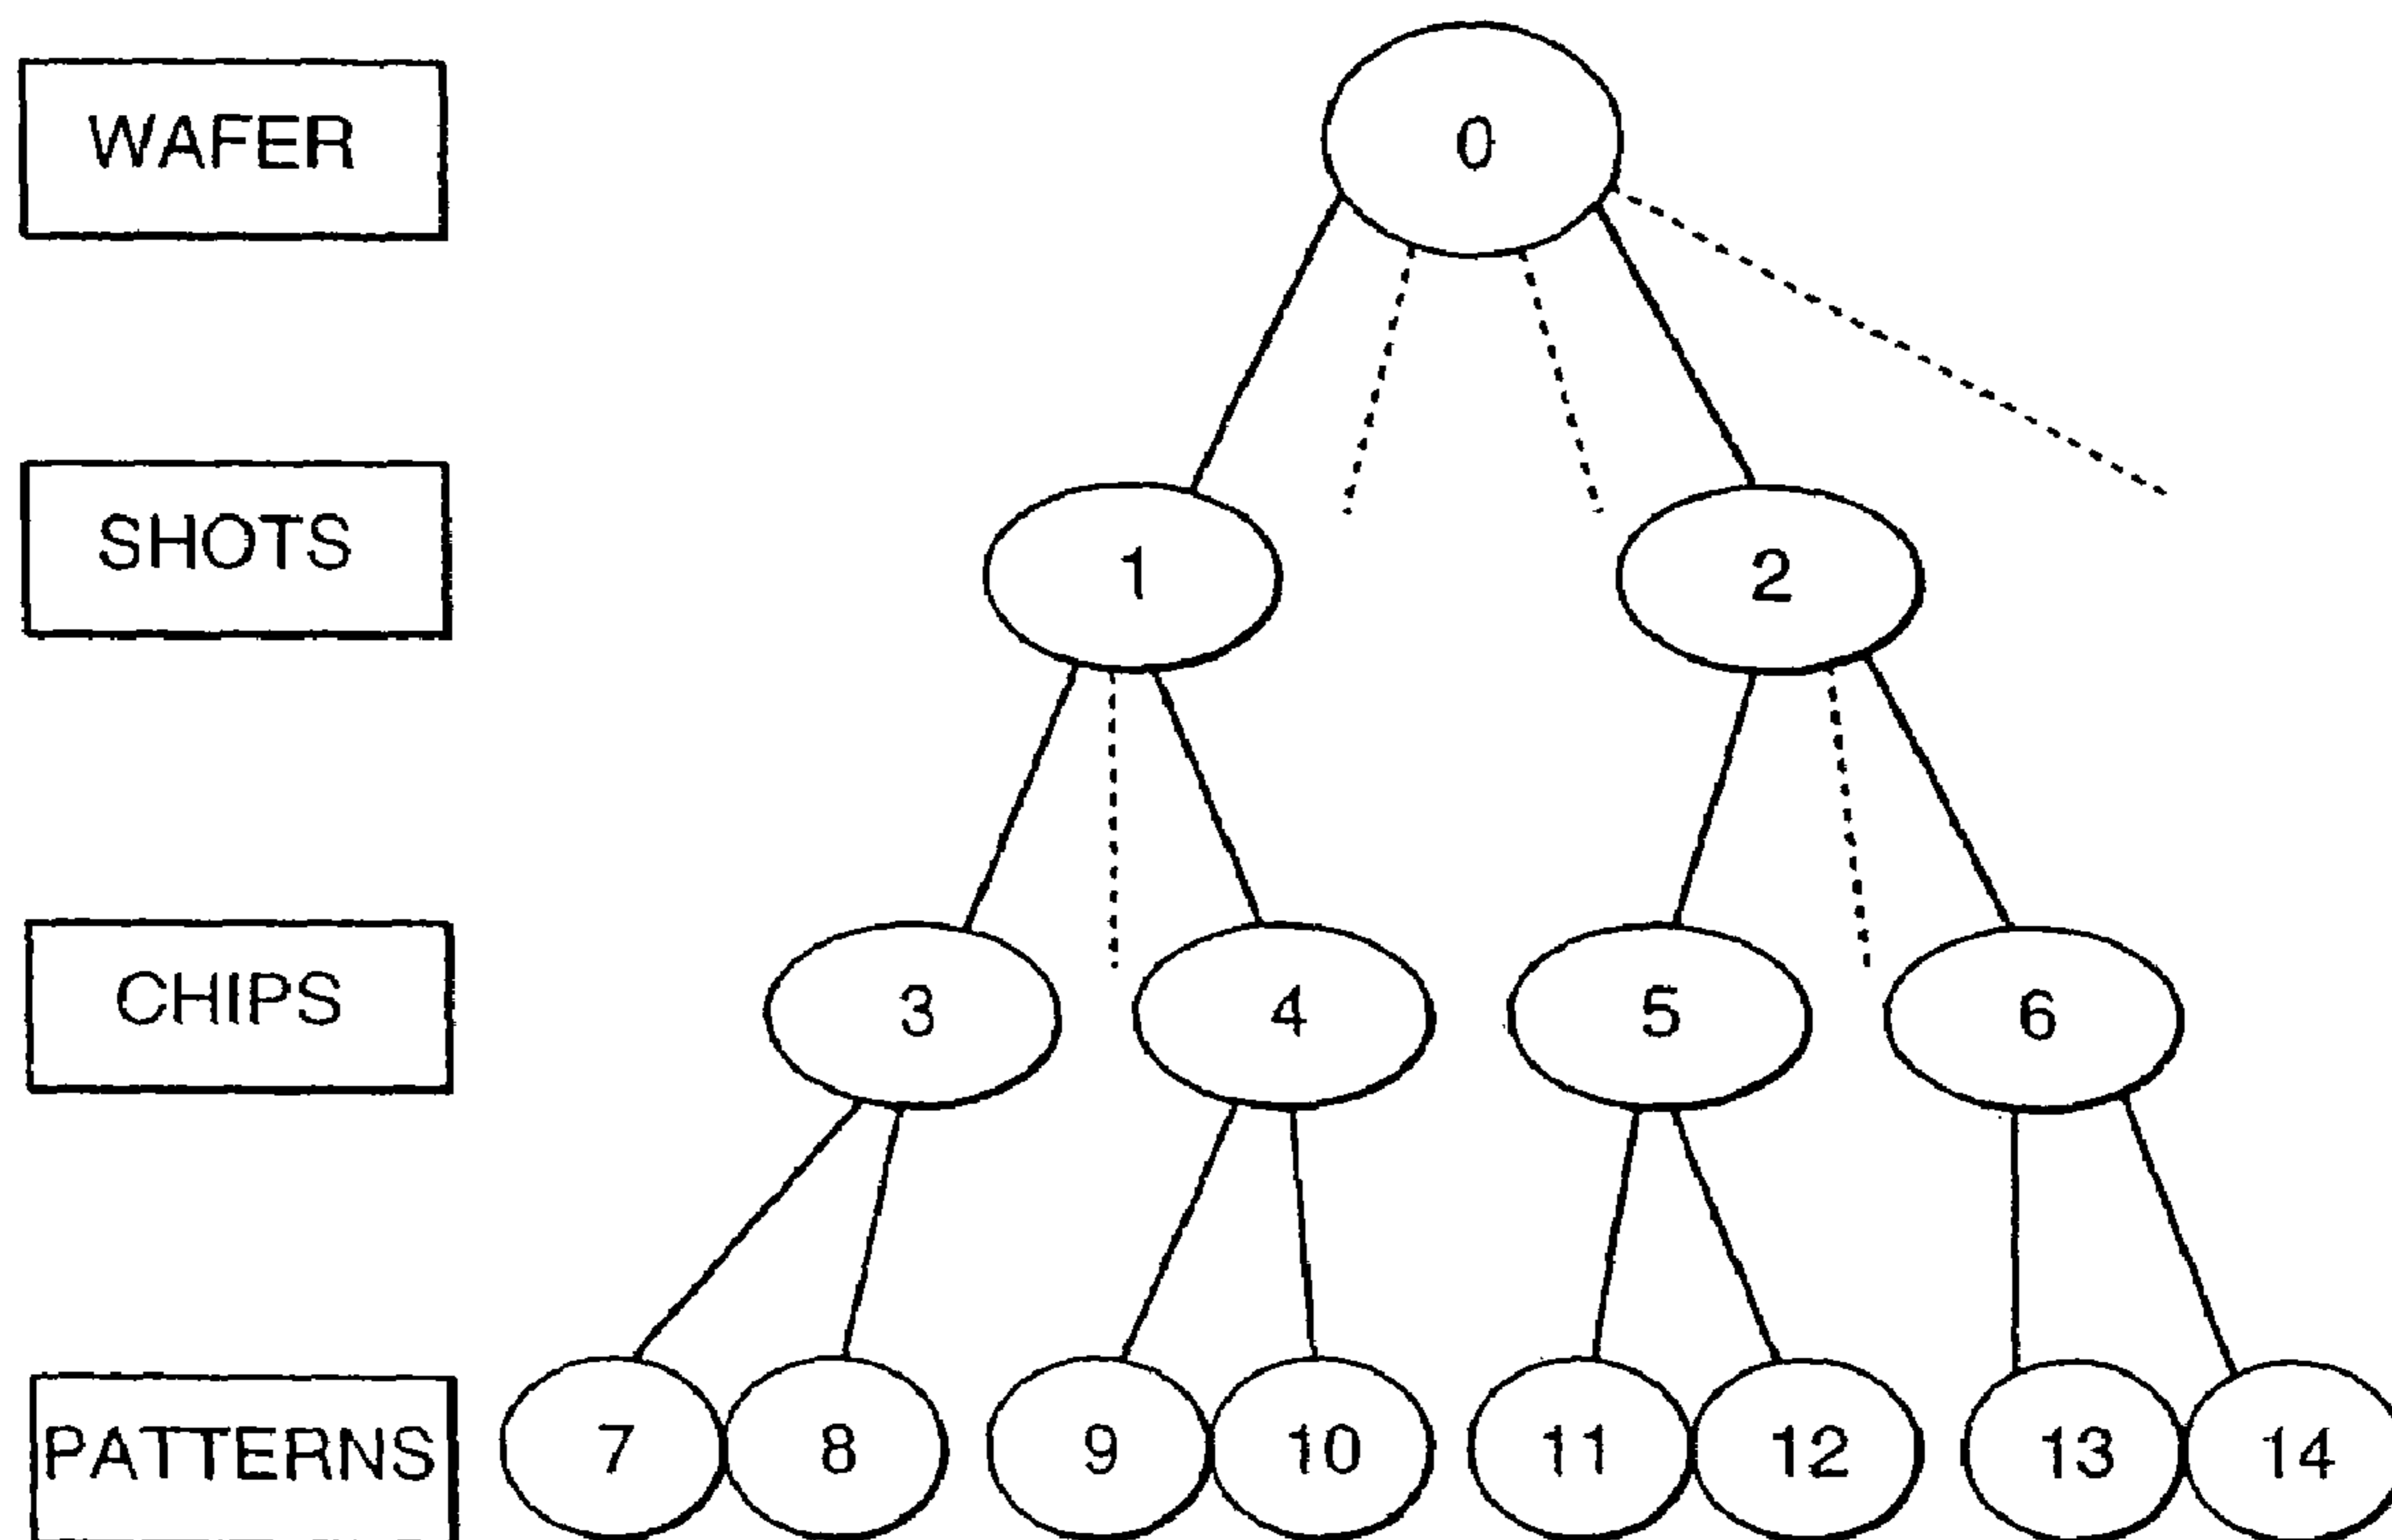 WAFER
0
SHOTS
1 2
CHIPS
3 4 5 6
PATTERNS
7 8 9 10 11 12 13 14